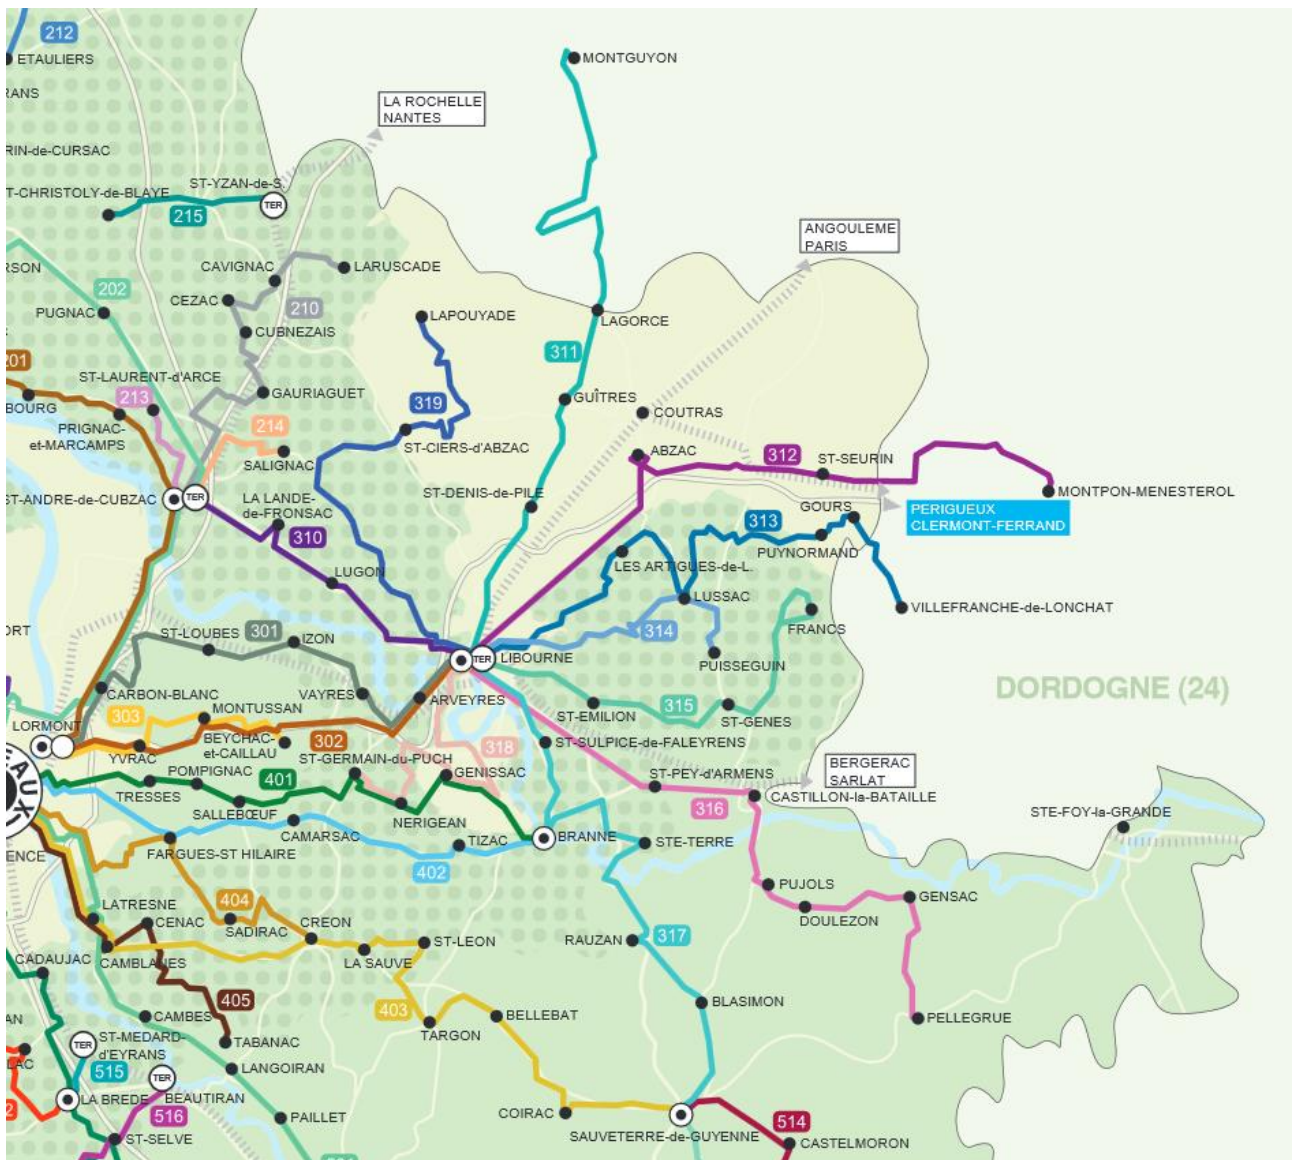 212
ETAULIERS
MONTGUYON
LA ROCHELLE
NANTES
RIN-de-CURSAC
ST-YZAN-de-S.
T-CHRISTOLY-de-BLAYE
TER
215
ANGOULEME
PARIS
CAVIGNAC
LARUSCADE
202
CEZAC
210
PUGNAC
CUBNEZAIS
LAPOUYADE
LAGORCE
311
201
ST-LAURENT-d'ARCE
213
GAURIAGUET
319
GUÎTRES
BOURG
COUTRAS
PRIGNAC-
et-MARCAMPS
214
ST-CIERS-d'ABZAC
ABZAC
312
ST-SEURIN
SALIGNAC
ST-ANDRE-de-CUBZAC
TER
LA LANDE-
de-FRONSAC
ST-DENIS-de-PILE
MONTPON-MENESTEROL
GOURS
PERIGUEUX
CLERMONT-FERRAND
310
313
PUYNORMAND
LUGON
LES ARTIGUES-de-L.
LUSSAC
VILLEFRANCHE-de-LONCHAT
FRANCS
ORT
ST-LOUBES
301
IZON
314
TER
LIBOURNE
PUISSEGUIN
DORDOGNE (24)
CARBON-BLANC
VAYRES
ARVEYRES
ST-EMILION
315
ST-GENES
303
MONTUSSAN
LORMONT
BEYCHAC-
et-CAILLAU
302
YVRAC
318
ST-SULPICE-de-FALEYRENS
ST-GERMAIN-du-PUCH
POMPIGNAC
401
GENISSAC
ST-PEY-d'ARMENS
BERGERAC
SARLAT
EAUX
TRESSES
CASTILLON-la-BATAILLE
316
SALLEBŒUF
NERIGEAN
STE-FOY-la-GRANDE
CAMARSAC
TIZAC
BRANNE
STE-TERRE
FARGUES-ST HILAIRE
402
ENCE
PUJOLS
404
GENSAC
LATRESNE
CENAC
SADIRAC
CREON
DOULEZON
ST-LEON
RAUZAN
317
CADAUJAC
CAMBLANES
LA SAUVE
405
403
BLASIMON
CAMBES
BELLEBAT
PELLEGRUE
TER
ST-MEDARD-
d'EYRANS
TABANAC
TARGON
LAC
515
LANGOIRAN
TER
LA BREDE
BEAUTIRAN
516
PAILLET
COIRAC
514
SAUVETERRE-de-GUYENNE
ST-SELVE
CASTELMORON